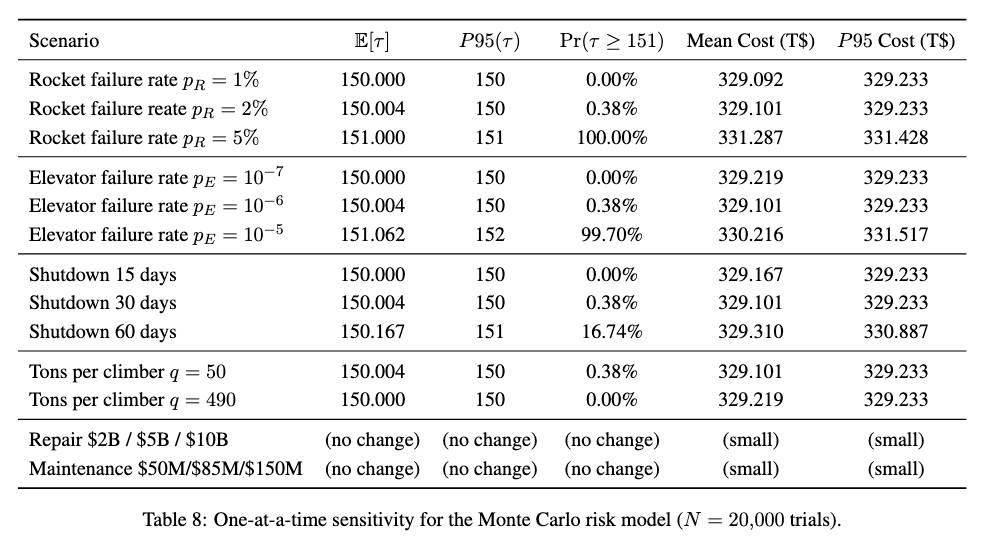 Scenario 𝔼[τ] P95(τ) Pr(τ ≥ 151) Mean Cost (T$) P95 Cost (T$)
Rocket failure rate p_R = 1% 150.000 150 0.00% 329.092 329.233
Rocket failure reate p_R = 2% 150.004 150 0.38% 329.101 329.233
Rocket failure rate p_R = 5% 151.000 151 100.00% 331.287 331.428
Elevator failure rate p_E = 10⁻⁷ 150.000 150 0.00% 329.219 329.233
Elevator failure rate p_E = 10⁻⁶ 150.004 150 0.38% 329.101 329.233
Elevator failure rate p_E = 10⁻⁵ 151.062 152 99.70% 330.216 331.517
Shutdown 15 days 150.000 150 0.00% 329.167 329.233
Shutdown 30 days 150.004 150 0.38% 329.101 329.233
Shutdown 60 days 150.167 151 16.74% 329.310 330.887
Tons per climber q = 50 150.004 150 0.38% 329.101 329.233
Tons per climber q = 490 150.000 150 0.00% 329.219 329.233
Repair $2B / $5B / $10B (no change) (no change) (no change) (small) (small)
Maintenance $50M/$85M/$150M (no change) (no change) (no change) (small) (small)
Table 8: One-at-a-time sensitivity for the Monte Carlo risk model (N = 20,000 trials).